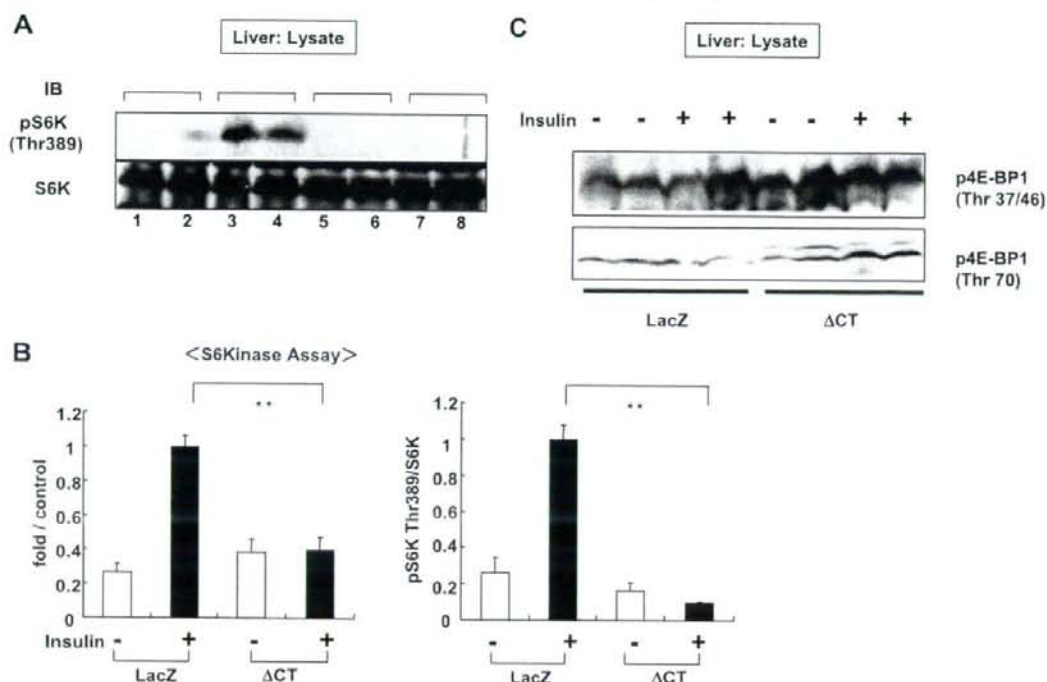 A
Liver: Lysate
IB
pS6K
(Thr389)
S6K
1 2 3 4 5 6 7 8
C
Liver: Lysate
Insulin - - + + - - + +
p4E-BP1
(Thr 37/46)
p4E-BP1
(Thr 70)
LacZ ΔCT
B
<S6Kinase Assay>
**
fold / control
1.2
1
0.8
0.6
0.4
0.2
0
Insulin - + - +
LacZ ΔCT
**
pS6K Thr389/S6K
1.2
1
0.8
0.6
0.4
0.2
0
- + - +
LacZ ΔCT